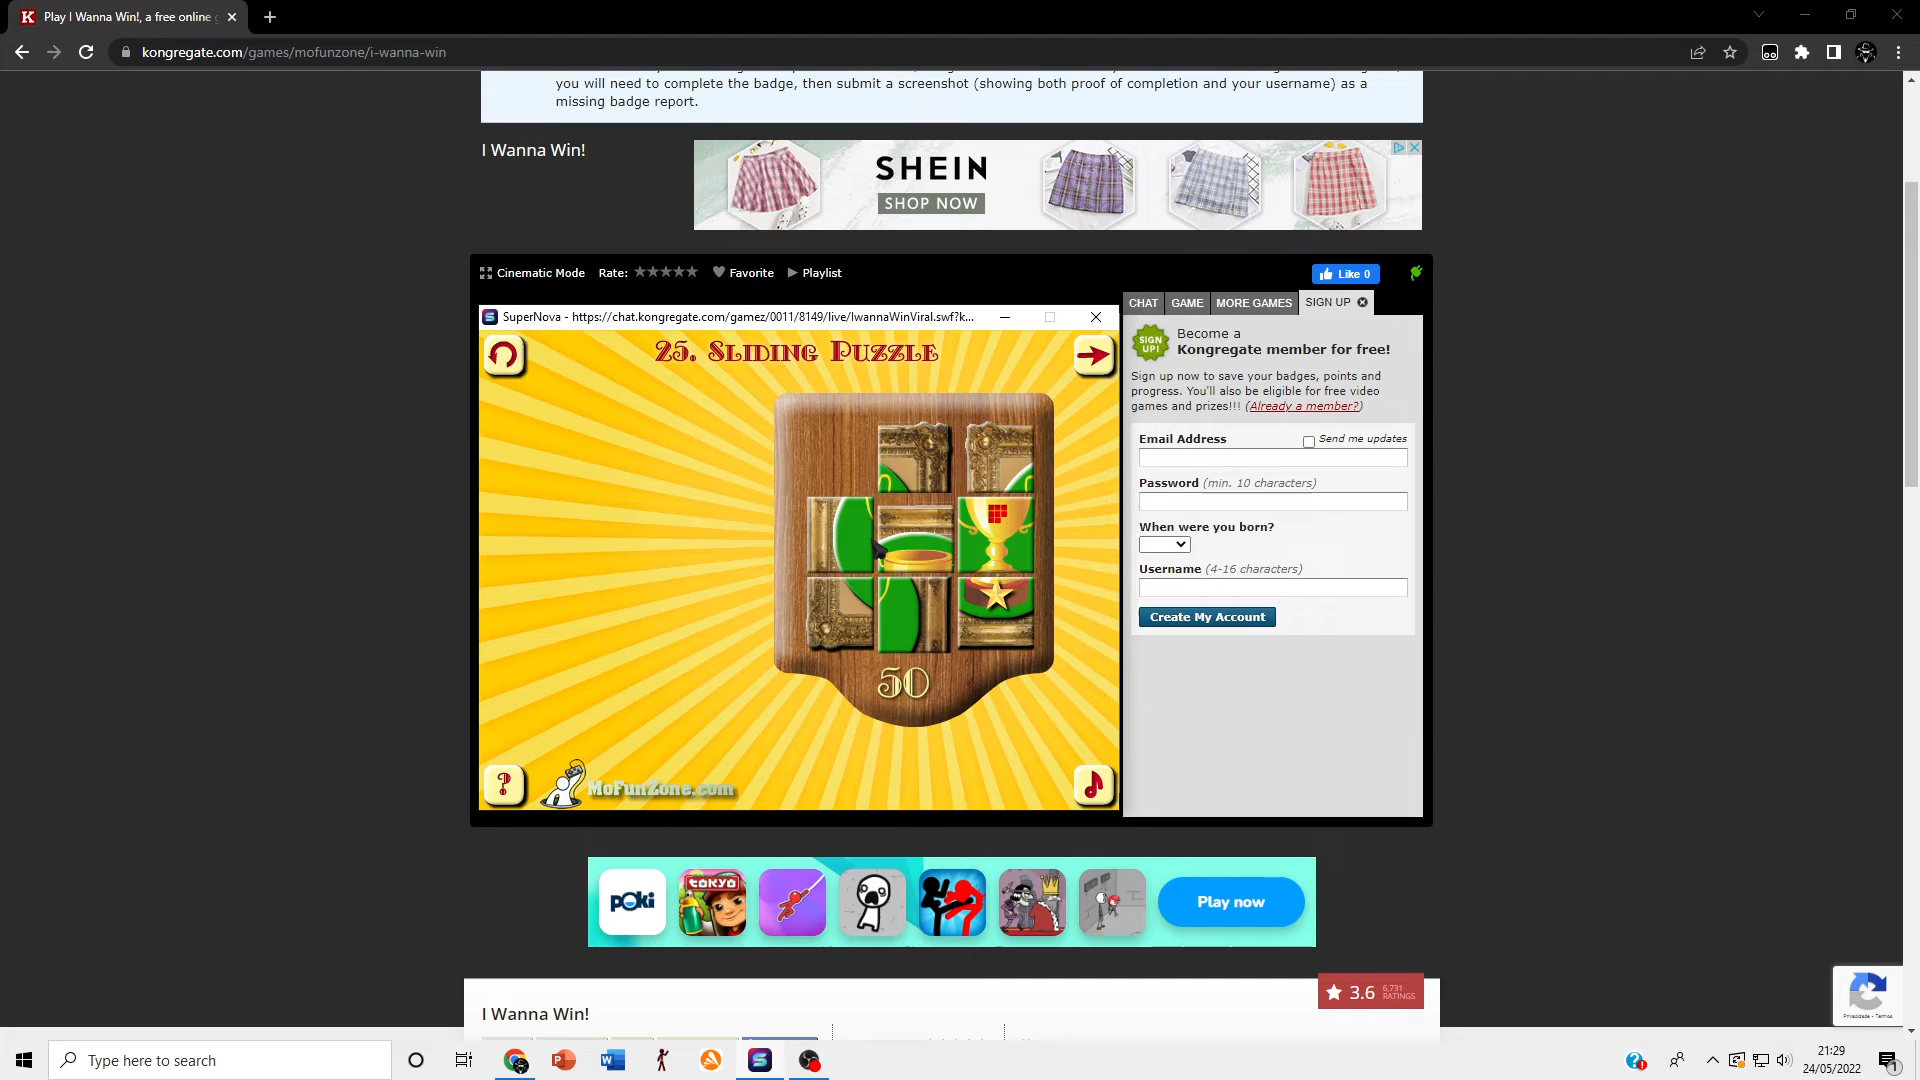 Play I Wanna Win!, a free online g
kongregate.com/games/mofunzone/i-wanna-win
you will need to complete the badge, then submit a screenshot (showing both proof of completion and your username) as a
missing badge report.
I Wanna Win!
SHEIN
SHOP NOW
Cinematic Mode
Rate:
Favorite
Playlist
Like 0
CHAT
GAME
MORE GAMES
SIGN UP
SuperNova - https://chat.kongregate.com/gamez/0011/8149/live/IwannaWinViral.swf?k...
25. Sliding Puzzle
50
?
MoFunZone.com
SIGN UP!
Become a
Kongregate member for free!
Sign up now to save your badges, points and
progress. You'll also be eligible for free video
games and prizes!!! (Already a member?)
Email Address
Send me updates
Password (min. 10 characters)
When were you born?
Username (4-16 characters)
Create My Account
poki
TOKYO
Play now
3.6
6,731
RATINGS
I Wanna Win!
Privacidade - Termos
Type here to search
21:29
24/05/2022
1